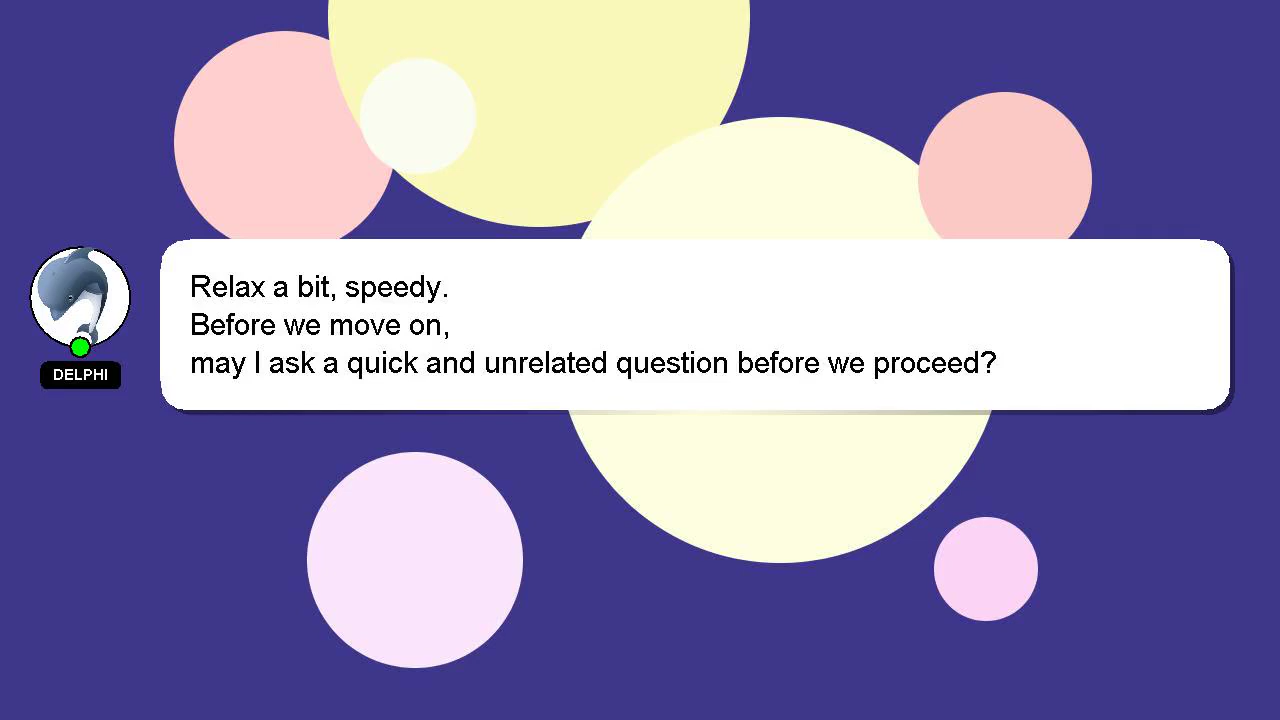 Relax a bit, speedy.
Before we move on,
may I ask a quick and unrelated question before we proceed?
DELPHI